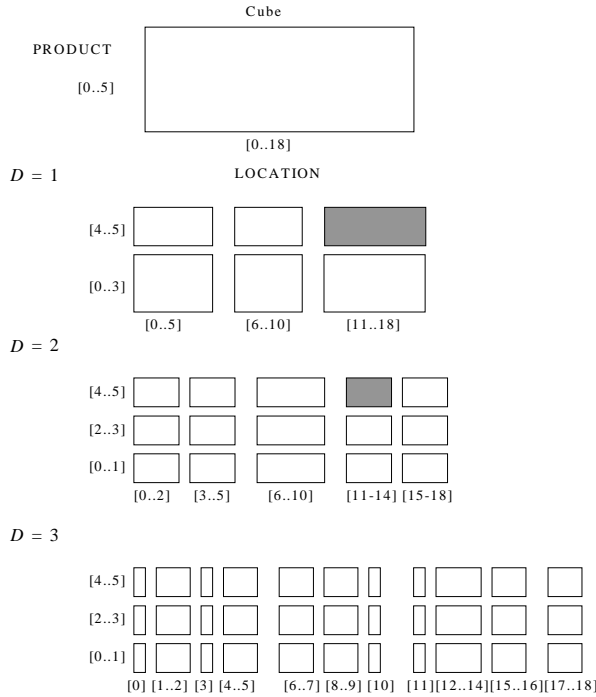 Cube
PRODUCT
[0..5]
[0..18]
D = 1
LOCATION
[4..5]
[0..3]
[0..5] [6..10] [11..18]
D = 2
[4..5]
[2..3]
[0..1]
[0..2] [3..5] [6..10] [11-14] [15-18]
D = 3
[4..5]
[2..3]
[0..1]
[0] [1..2] [3] [4..5] [6..7] [8..9] [10] [11] [12..14] [15..16] [17..18]